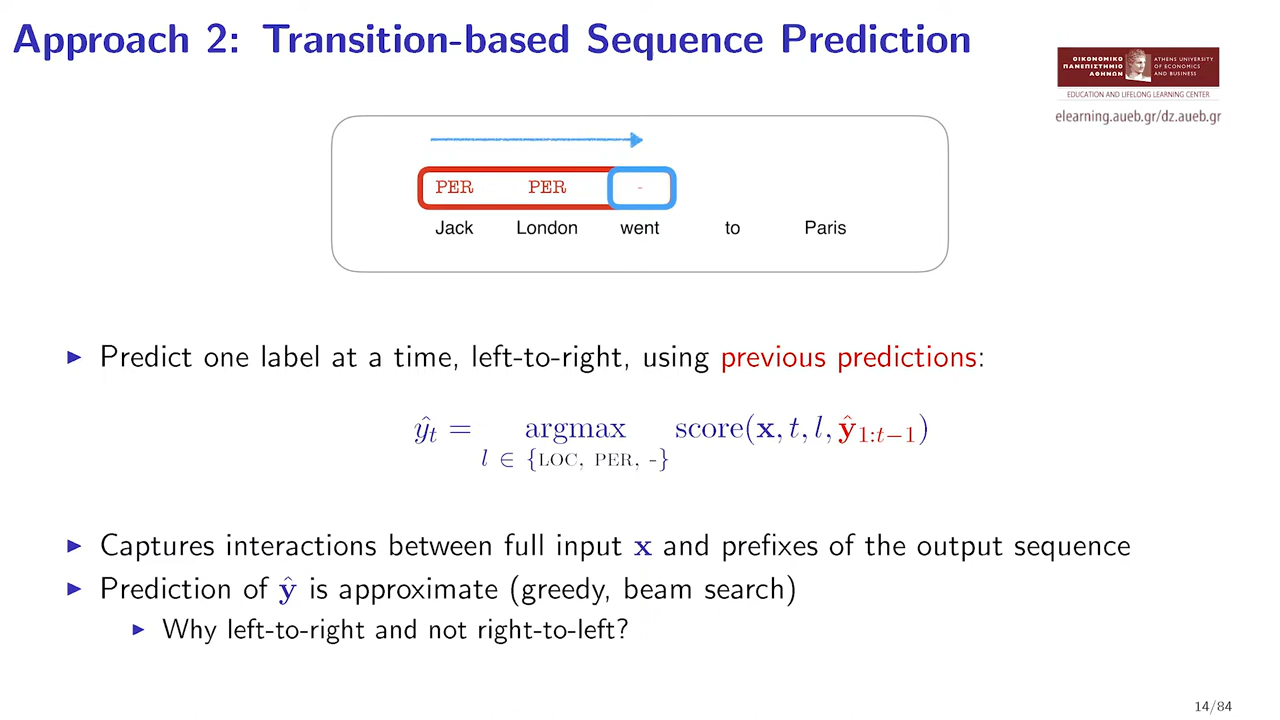 Approach 2: Transition-based Sequence Prediction
ΟΙΚΟΝΟΜΙΚΟ
ΠΑΝΕΠΙΣΤΗΜΙΟ
ΑΘΗΝΩΝ
ATHENS UNIVERSITY
OF ECONOMICS
AND BUSINESS
EDUCATION AND LIFELONG LEARNING CENTER
elearning.aueb.gr/dz.aueb.gr
PER PER -
Jack London went to Paris
▶ Predict one label at a time, left-to-right, using previous predictions:
ŷₜ = argmax score(x, t, l, ŷ₁:ₜ₋₁)
l ∈ {LOC, PER, -}
▶ Captures interactions between full input x and prefixes of the output sequence
▶ Prediction of ŷ is approximate (greedy, beam search)
▶ Why left-to-right and not right-to-left?
14/84